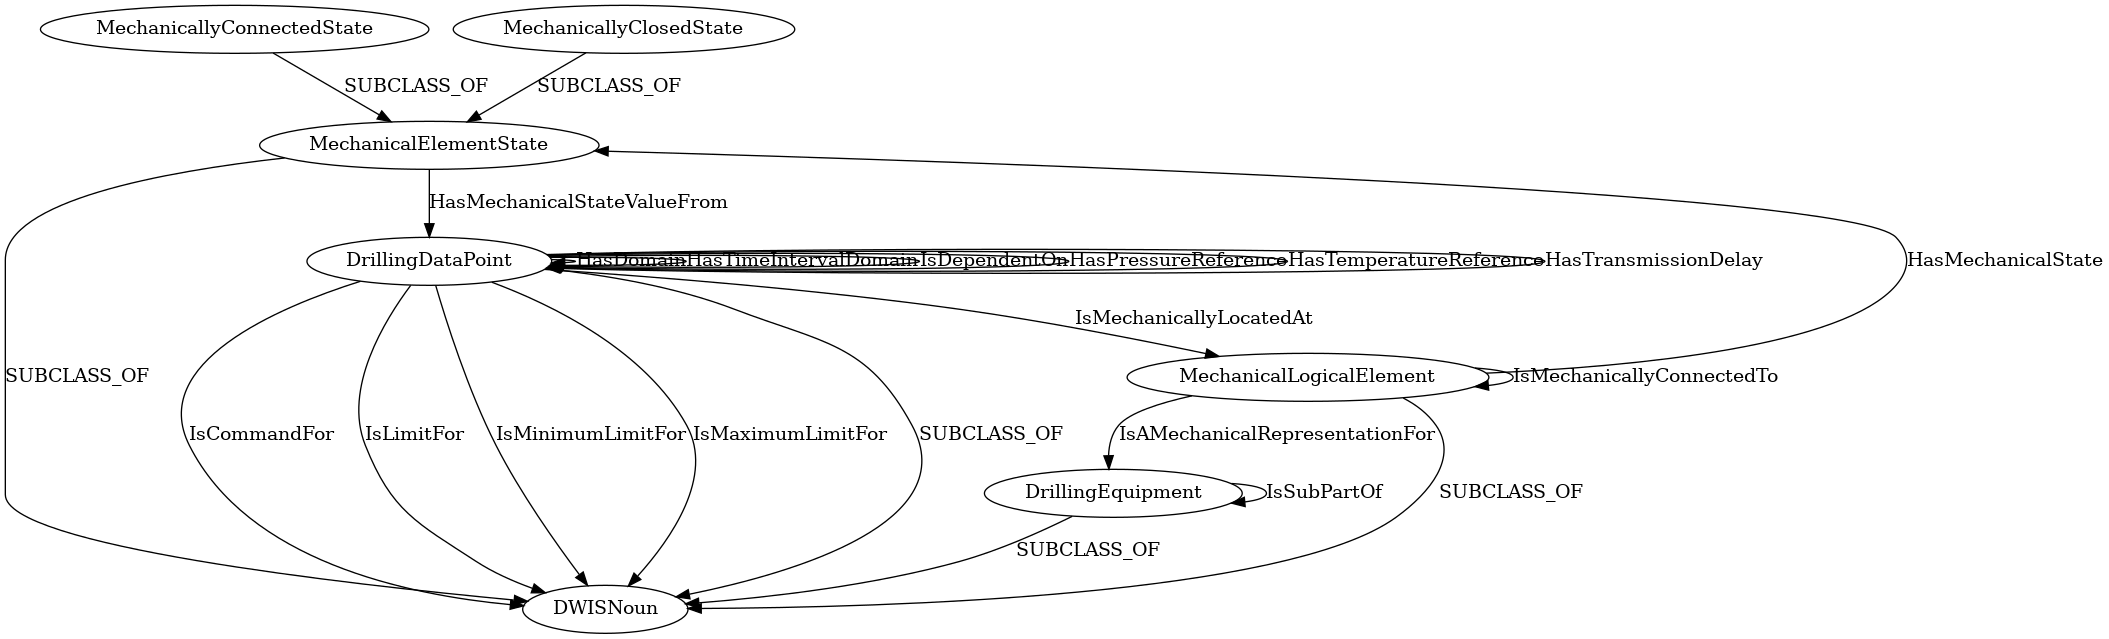 MechanicallyConnectedState
MechanicallyClosedState
SUBCLASS_OF
SUBCLASS_OF
MechanicalElementState
HasMechanicalStateValueFrom
DrillingDataPoint
HasDomain
HasTimeIntervalDomain
IsDependentOn
HasPressureReference
HasTemperatureReference
HasTransmissionDelay
HasMechanicalState
IsMechanicallyLocatedAt
SUBCLASS_OF
MechanicalLogicalElement
IsMechanicallyConnectedTo
IsCommandFor
IsLimitFor
IsMinimumLimitFor
IsMaximumLimitFor
SUBCLASS_OF
IsAMechanicalRepresentationFor
DrillingEquipment
IsSubPartOf
SUBCLASS_OF
SUBCLASS_OF
DWISNoun